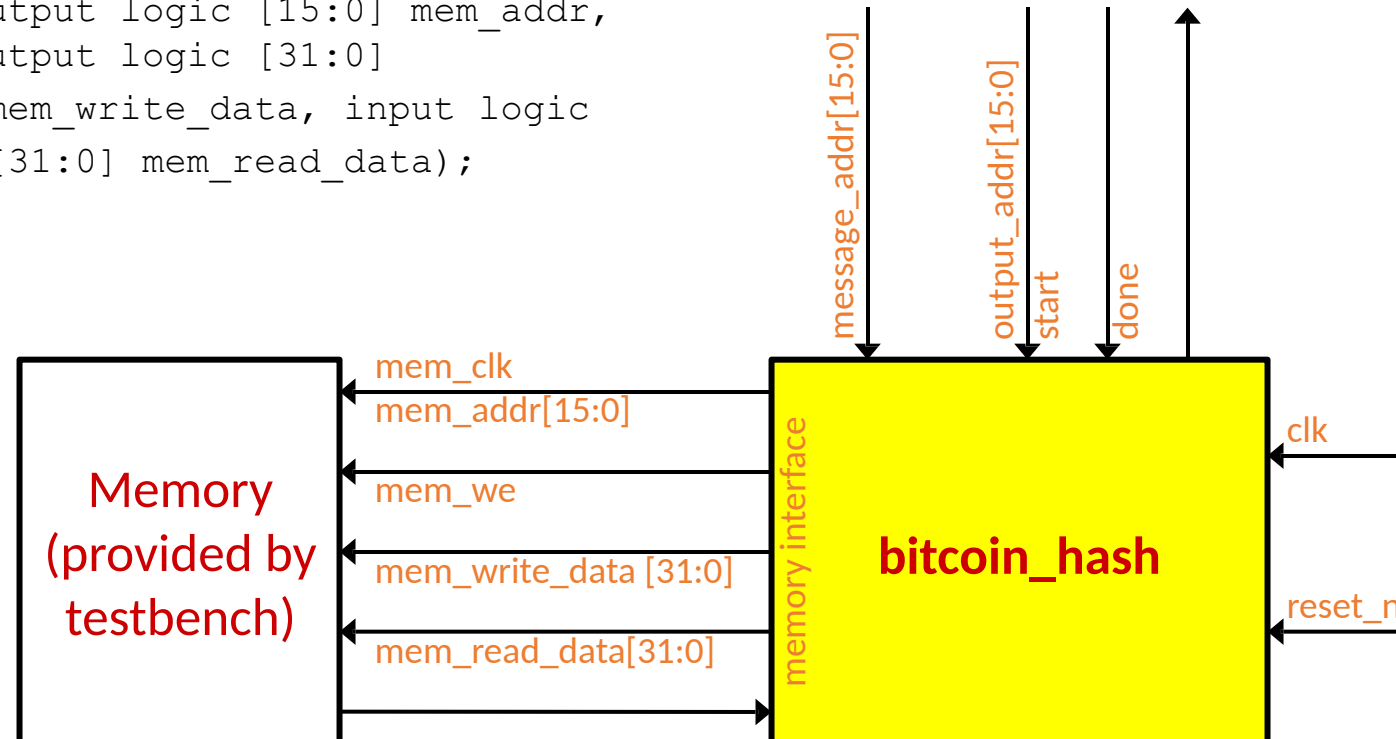 utput logic [15:0] mem_addr,
utput logic [31:0]
mem_write_data, input logic
[31:0] mem_read_data);
message_addr[15:0]
output_addr[15:0]
start
done
mem_clk
mem_addr[15:0]
mem_we
mem_write_data [31:0]
mem_read_data[31:0]
Memory
(provided by
testbench)
memory interface
bitcoin_hash
clk
reset_n